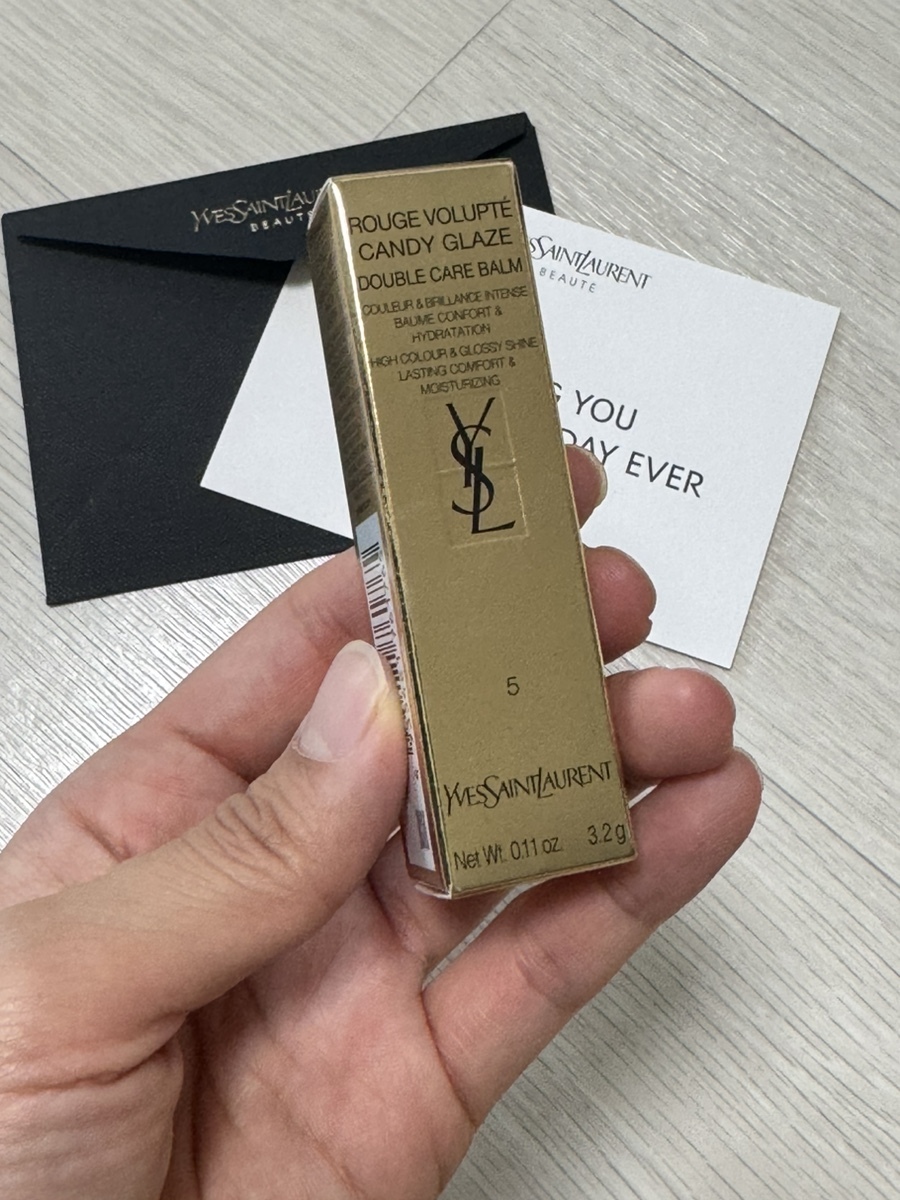 BEAUTÉ
ROUGE VOLUPTÉ
CANDY GLAZE
DOUBLE CARE BALM
COULEUR & BRILLANCE INTENSE
BAUME CONFORT &
HYDRATATION
HIGH COLOUR & GLOSSY SHINE
LASTING COMFORT &
MOISTURIZING
YSL
5
YVESSAINTLAURENT
Net Wt. 0.11 oz. 3.2 g
SAINTLAURENT
BEAUTÉ
YOU
DAY EVER